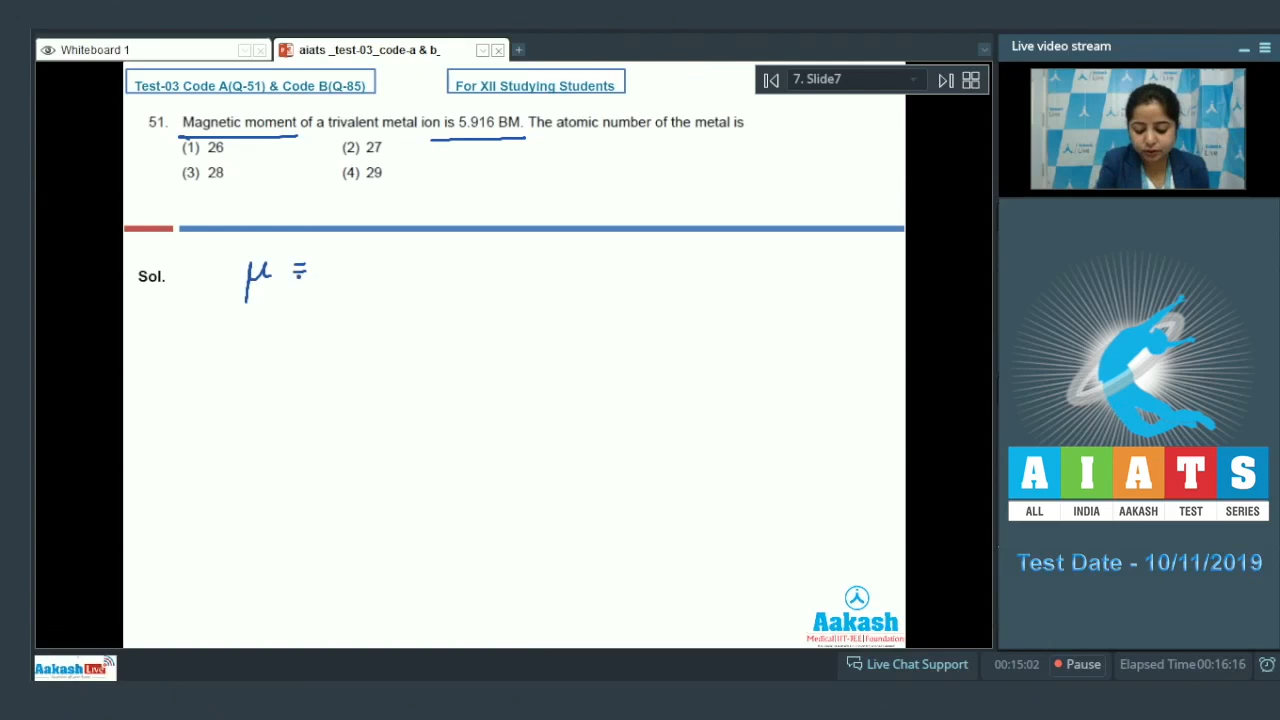 Whiteboard 1
aiats _test-03_code-a & b_
Live video stream
Test-03 Code A(Q-51) & Code B(Q-85)
For XII Studying Students
7. Slide7
51. Magnetic moment of a trivalent metal ion is 5.916 BM. The atomic number of the metal is
(1) 26 (2) 27
(3) 28 (4) 29
Sol. μ =
A I A T S
ALL INDIA AAKASH TEST SERIES
Test Date - 10/11/2019
Aakash
Medical|IIT-JEE|Foundation
Aakash Live
Live Chat Support
00:15:02
Pause
Elapsed Time 00:16:16